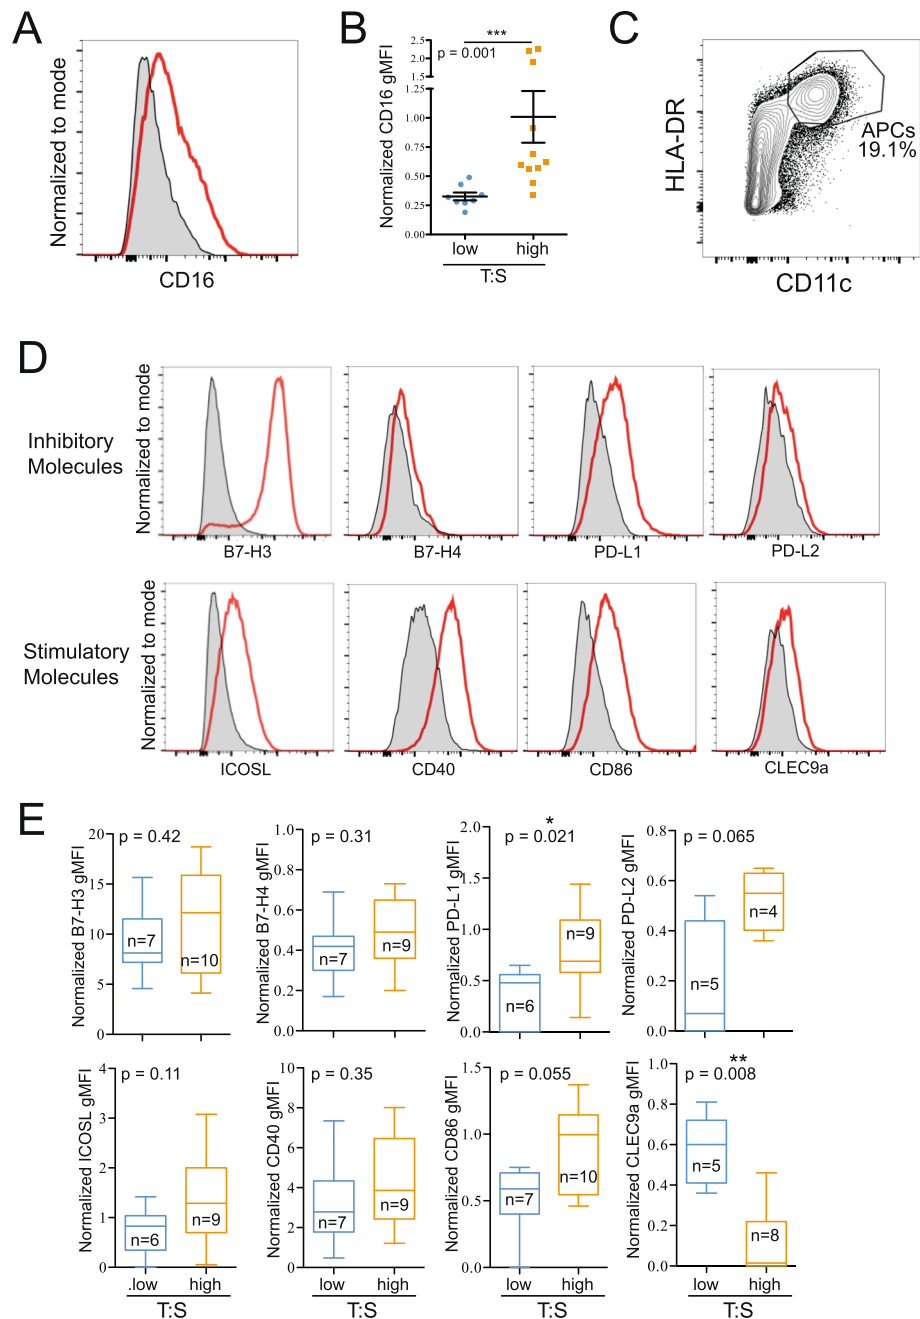 A
Normalized to mode
CD16
B
***
p = 0.001
Normalized CD16 gMFI
2.5
2.0
1.5
1.25
1.00
0.75
0.50
0.25
0.00
low
high
T:S
C
HLA-DR
APCs
19.1%
CD11c
D
Inhibitory
Molecules
Normalized to mode
B7-H3
B7-H4
PD-L1
PD-L2
Stimulatory
Molecules
Normalized to mode
ICOSL
CD40
CD86
CLEC9a
E
Normalized B7-H3 gMFI
p = 0.42
20
15
10
5
0
n=7
n=10
Normalized B7-H4 gMFI
p = 0.31
1.0
0.8
0.6
0.4
0.2
0.0
n=7
n=9
Normalized PD-L1 gMFI
*
p = 0.021
2.0
1.5
1.0
0.5
0.0
n=6
n=9
Normalized PD-L2 gMFI
p = 0.065
0.8
0.6
0.4
0.2
0.0
n=5
n=4
Normalized ICOSL gMFI
p = 0.11
4
3
2
1
0
n=6
n=9
.low
high
T:S
Normalized CD40 gMFI
p = 0.35
10
8
6
4
2
0
n=7
n=9
low
high
T:S
Normalized CD86 gMFI
p = 0.055
1.5
1.0
0.5
0.0
n=7
n=10
low
high
T:S
Normalized CLEC9a gMFI
**
p = 0.008
1.0
0.8
0.6
0.4
0.2
0.0
n=5
n=8
low
high
T:S